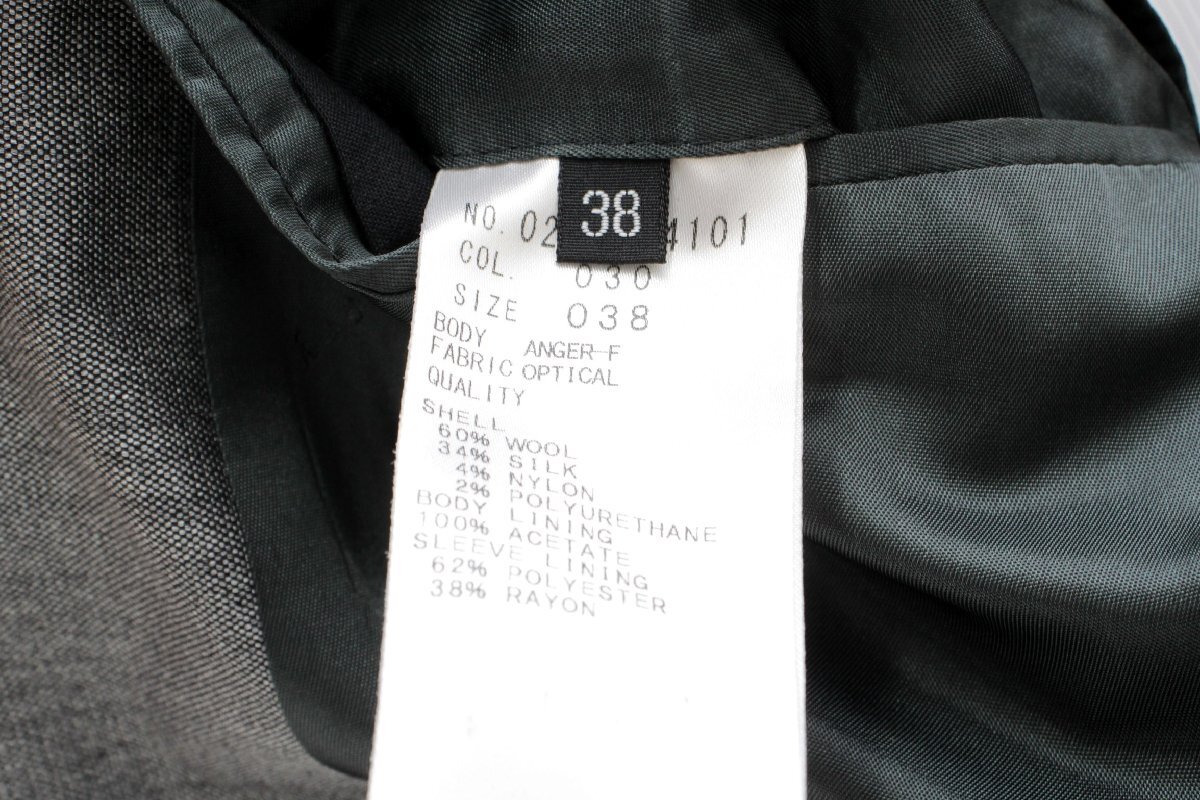 38
NO. 02 4101
COL. 030
SIZE 038
BODY ANGER-F
FABRIC OPTICAL
QUALITY
SHELL
60% WOOL
34% SILK
4% NYLON
2% POLYURETHANE
BODY LINING
100% ACETATE
SLEEVE LINING
62% POLYESTER
38% RAYON